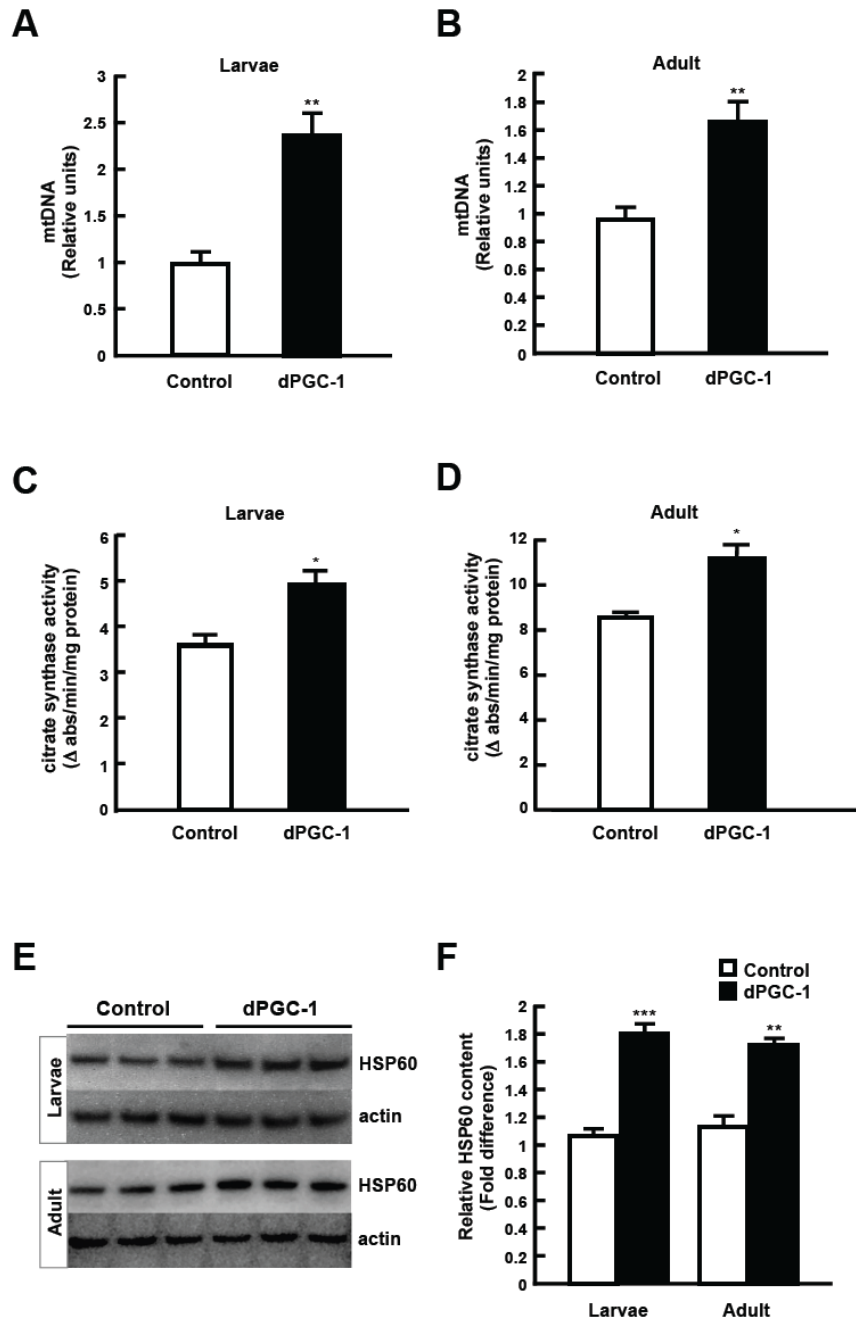 A
Larvae
mtDNA
(Relative units)
3
2.5
2
1.5
1
0.5
0
**
Control
dPGC-1
B
Adult
mtDNA
(Relative units)
2
1.8
1.6
1.4
1.2
1
0.8
0.6
0.4
0.2
0
**
Control
dPGC-1
C
Larvae
citrate synthase activity
(Δ abs/min/mg protein)
6
5
4
3
2
1
0
*
Control
dPGC-1
D
Adult
citrate synthase activity
(Δ abs/min/mg protein)
12
10
8
6
4
2
0
*
Control
dPGC-1
E
Control
dPGC-1
Larvae
HSP60
actin
Adult
HSP60
actin
F
Control
dPGC-1
Relative HSP60 content
(Fold difference)
2
1.8
1.6
1.4
1.2
1
0.8
0.6
0.4
0.2
0
***
**
Larvae
Adult